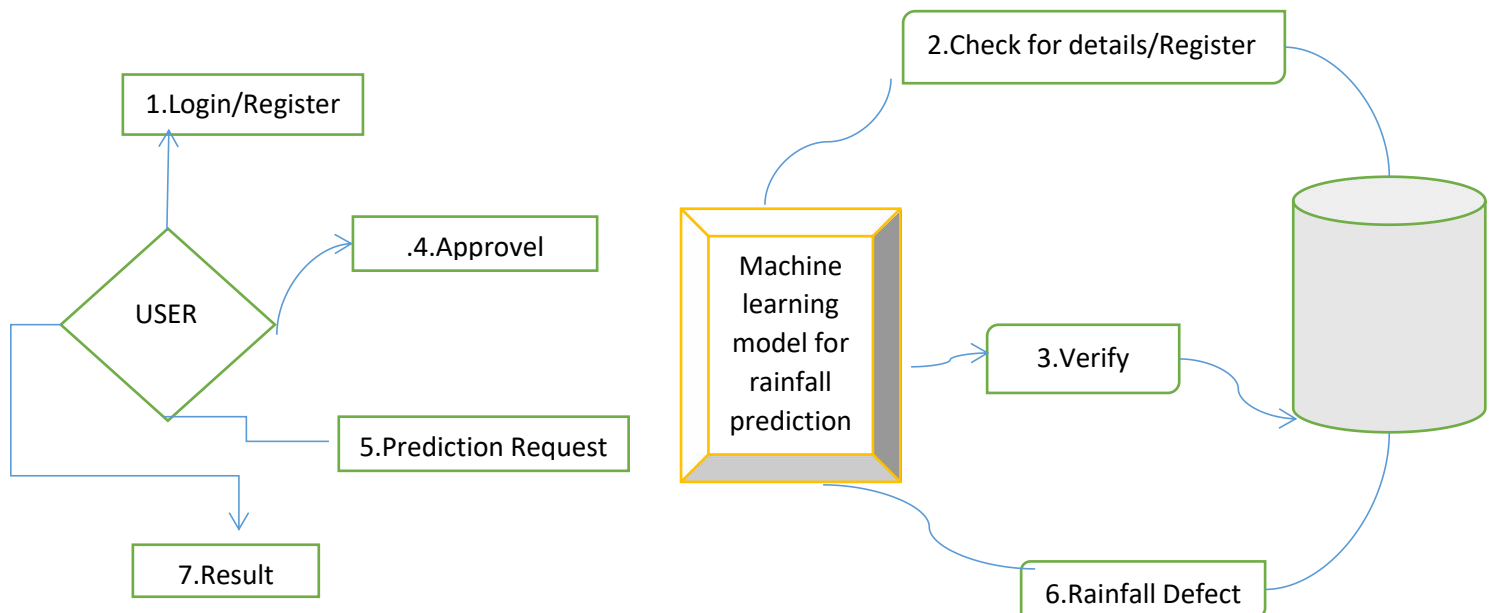 2.Check for details/Register
1.Login/Register
.4.Approvel
USER
Machine
learning
model for
rainfall
prediction
3.Verify
5.Prediction Request
7.Result
6.Rainfall Defect